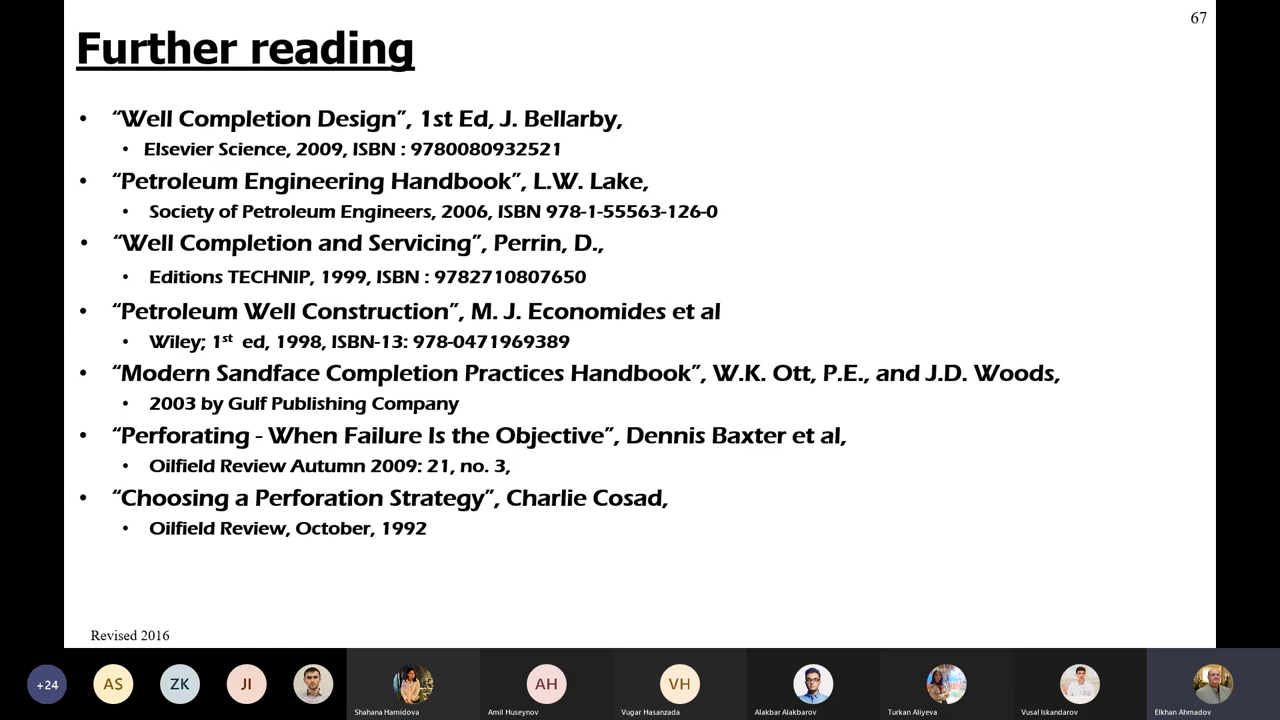 67
Further reading
• “Well Completion Design”, 1st Ed, J. Bellarby,
• Elsevier Science, 2009, ISBN : 9780080932521
• “Petroleum Engineering Handbook”, L.W. Lake,
• Society of Petroleum Engineers, 2006, ISBN 978-1-55563-126-0
• “Well Completion and Servicing”, Perrin, D.,
• Editions TECHNIP, 1999, ISBN : 9782710807650
• “Petroleum Well Construction”, M. J. Economides et al
• Wiley; 1st ed, 1998, ISBN-13: 978-0471969389
• “Modern Sandface Completion Practices Handbook”, W.K. Ott, P.E., and J.D. Woods,
• 2003 by Gulf Publishing Company
• “Perforating - When Failure Is the Objective”, Dennis Baxter et al,
• Oilfield Review Autumn 2009: 21, no. 3,
• “Choosing a Perforation Strategy”, Charlie Cosad,
• Oilfield Review, October, 1992
Revised 2016
+24 AS ZK JI AH VH
Shahana Hamidova Amil Huseynov Vugar Hasanzada Alakbar Alakbarov Turkan Aliyeva Vusal Iskandarov Elkhan Ahmadov